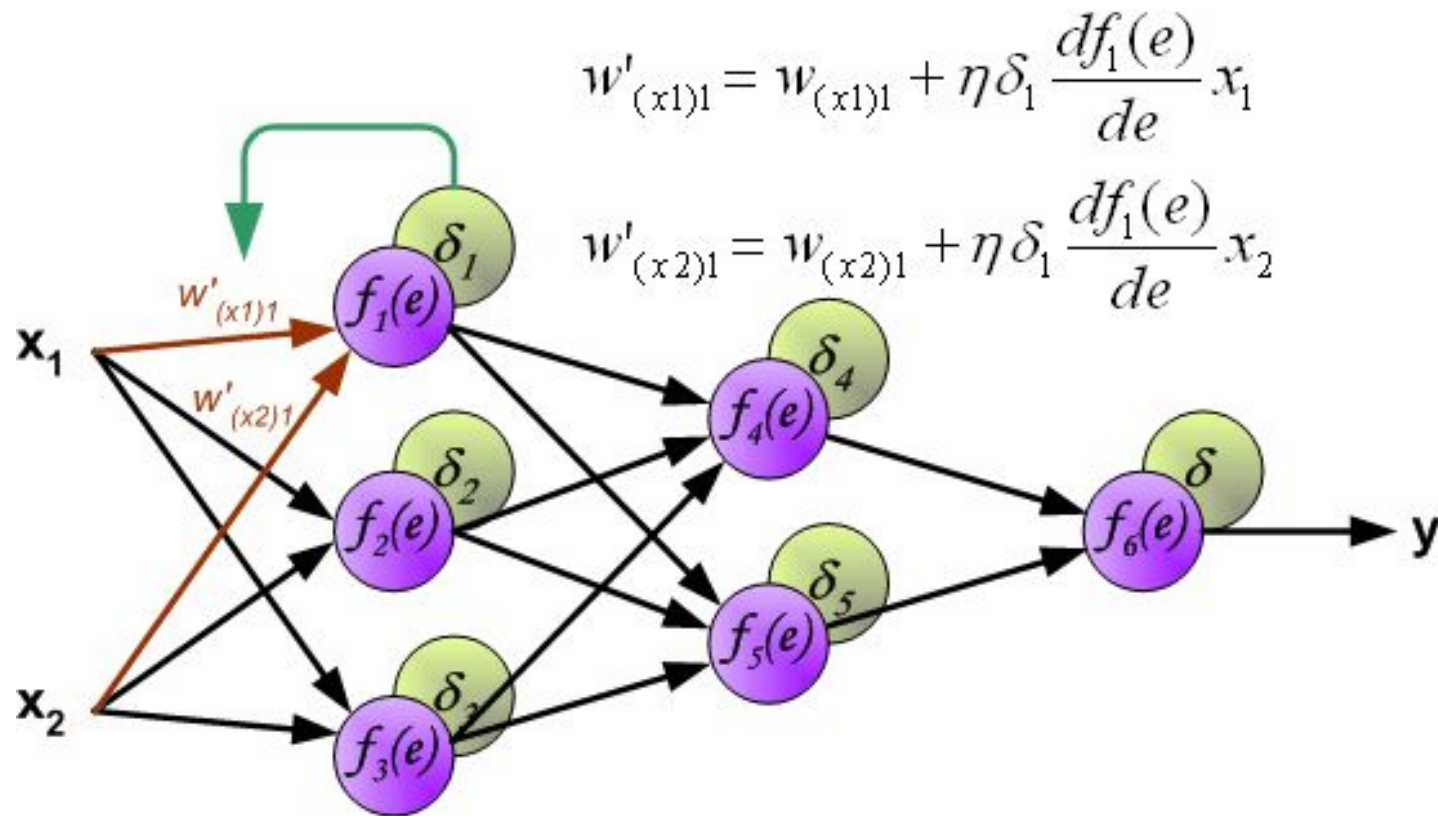 w'(x1)1 = w(x1)1 + ηδ1 df1(e)/de x1
w'(x2)1 = w(x2)1 + ηδ1 df1(e)/de x2
δ1
f1(e)
w'(x1)1
x1
w'(x2)1
δ4
f4(e)
δ2
f2(e)
δ
f6(e)
y
δ5
f5(e)
x2
δ3
f3(e)